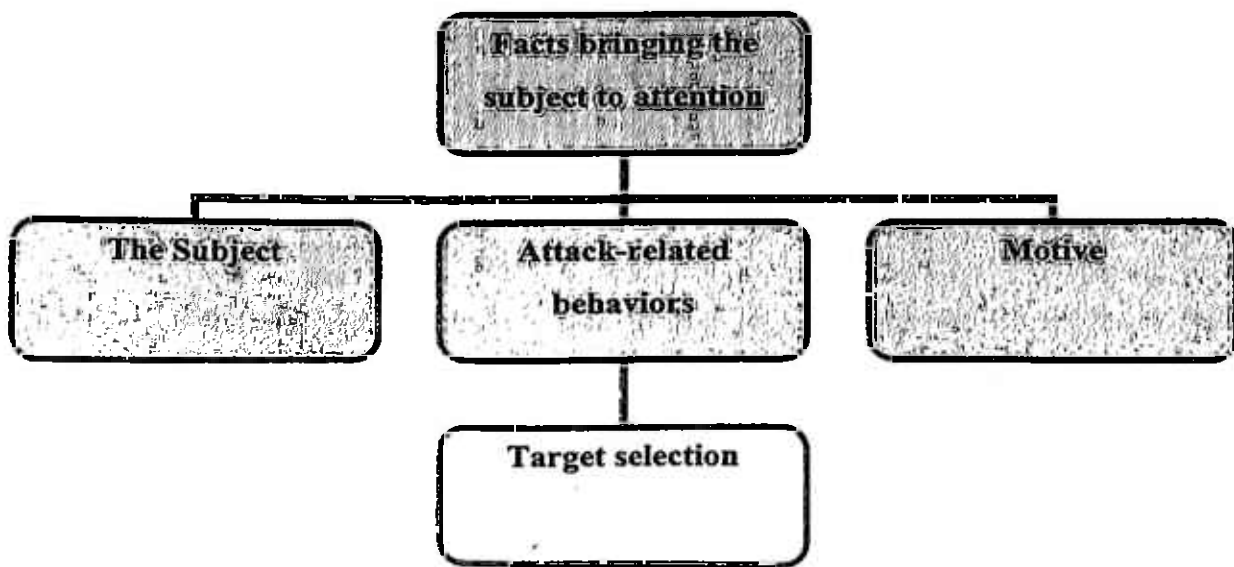 Facts bringing the
subject to attention
The Subject
Attack-related
behaviors
Motive
Target selection